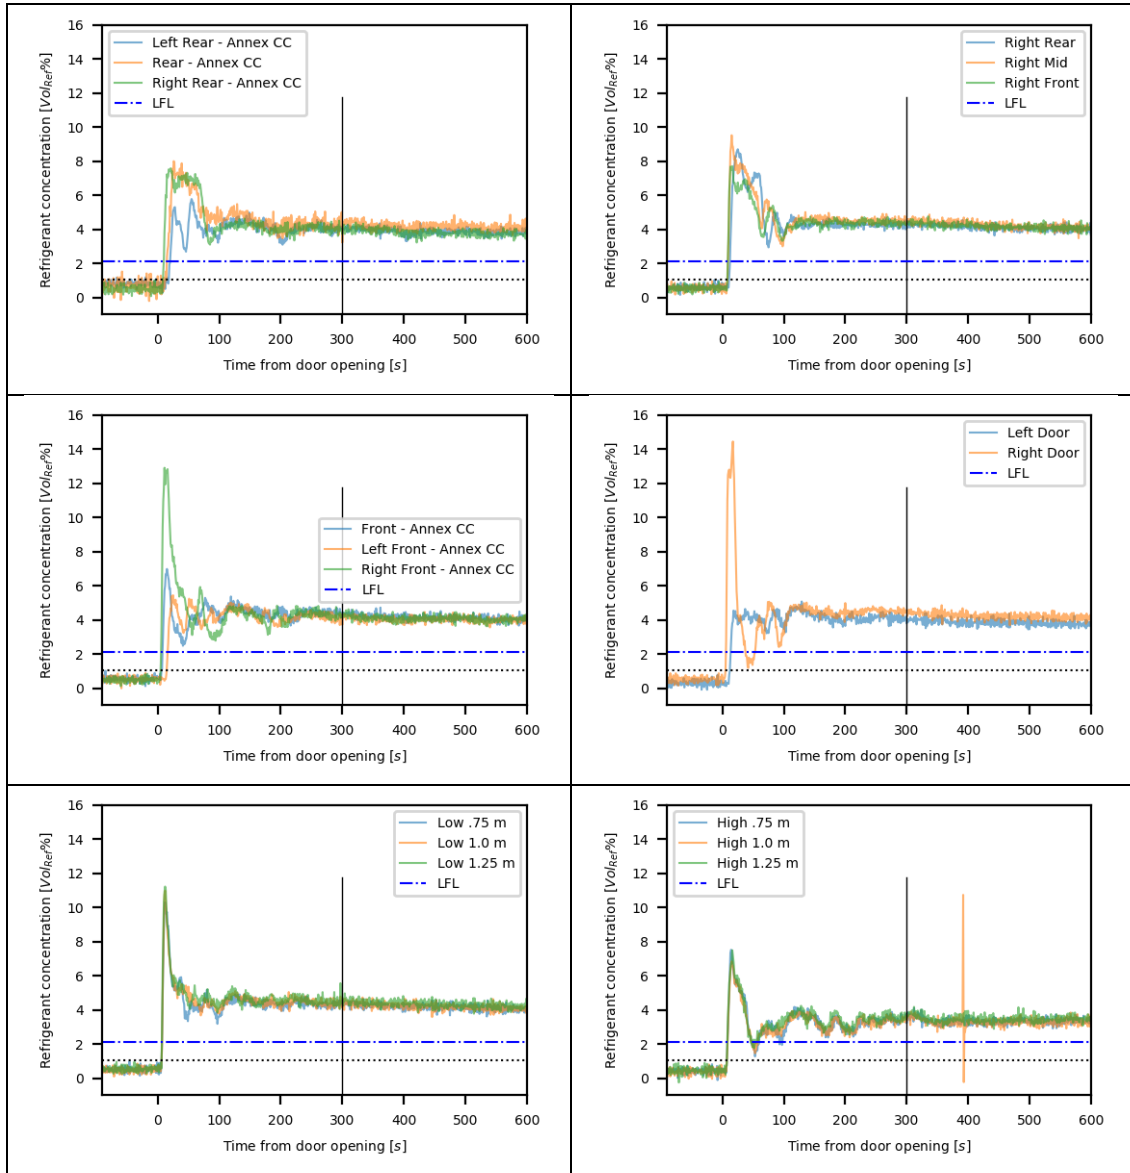 Refrigerant concentration [Vol_Ref%]
16
14
12
10
8
6
4
2
0
Left Rear - Annex CC
Rear - Annex CC
Right Rear - Annex CC
LFL
0 100 200 300 400 500 600
Time from door opening [s]
Refrigerant concentration [Vol_Ref%]
16
14
12
10
8
6
4
2
0
Right Rear
Right Mid
Right Front
LFL
0 100 200 300 400 500 600
Time from door opening [s]
Refrigerant concentration [Vol_Ref%]
16
14
12
10
8
6
4
2
0
Front - Annex CC
Left Front - Annex CC
Right Front - Annex CC
LFL
0 100 200 300 400 500 600
Time from door opening [s]
Refrigerant concentration [Vol_Ref%]
16
14
12
10
8
6
4
2
0
Left Door
Right Door
LFL
0 100 200 300 400 500 600
Time from door opening [s]
Refrigerant concentration [Vol_Ref%]
16
14
12
10
8
6
4
2
0
Low .75 m
Low 1.0 m
Low 1.25 m
LFL
0 100 200 300 400 500 600
Time from door opening [s]
Refrigerant concentration [Vol_Ref%]
16
14
12
10
8
6
4
2
0
High .75 m
High 1.0 m
High 1.25 m
LFL
0 100 200 300 400 500 600
Time from door opening [s]